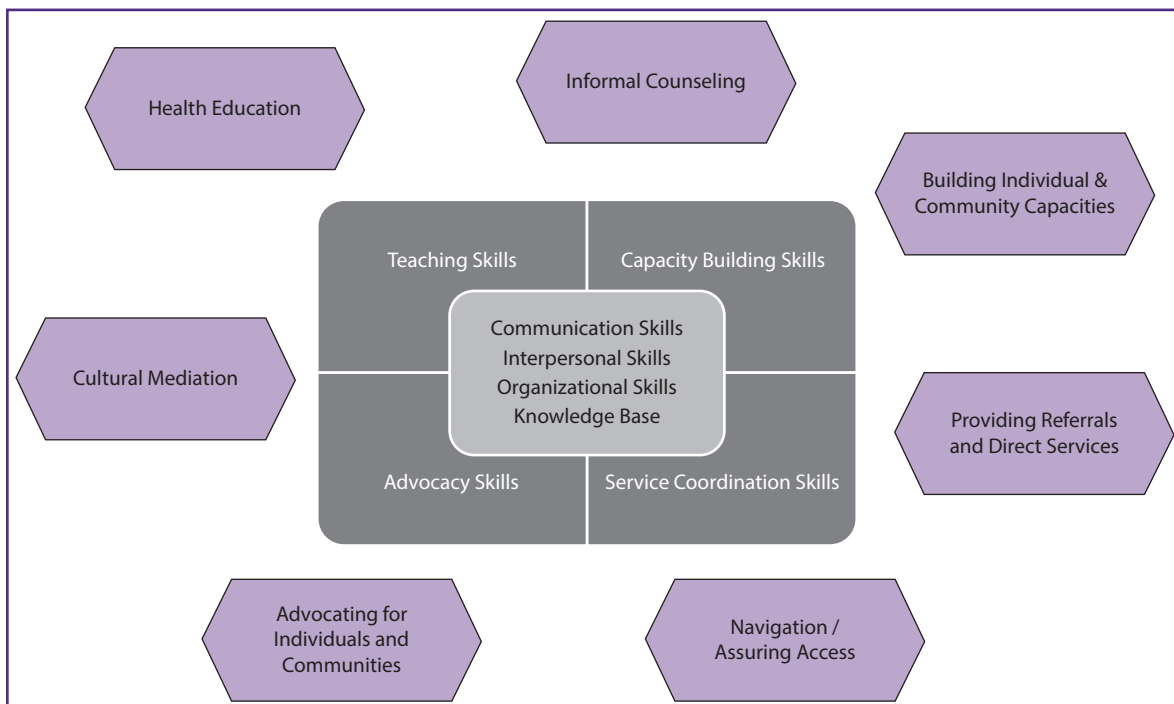 Health Education
Informal Counseling
Building Individual &
Community Capacities
Teaching Skills
Capacity Building Skills
Communication Skills
Interpersonal Skills
Organizational Skills
Knowledge Base
Cultural Mediation
Providing Referrals
and Direct Services
Advocacy Skills
Service Coordination Skills
Advocating for
Individuals and
Communities
Navigation /
Assuring Access